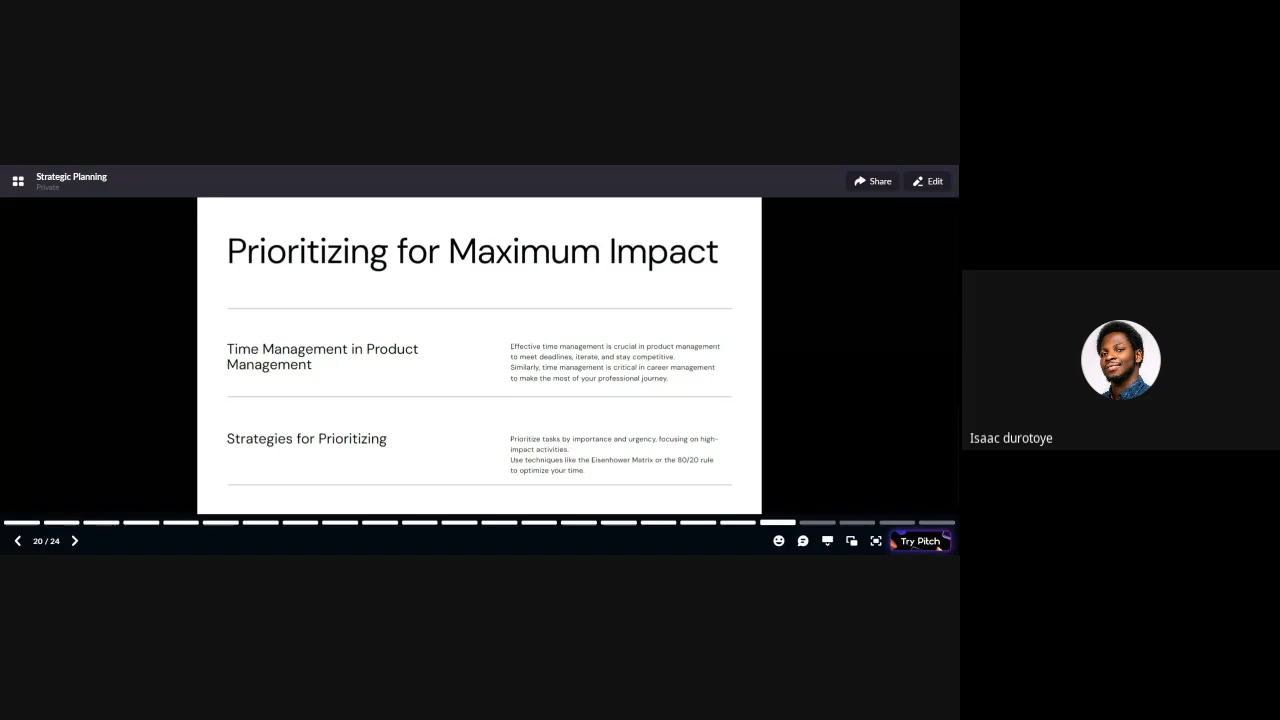 Strategic Planning
Private
Share
Edit
Prioritizing for Maximum Impact
Time Management in Product
Management
Effective time management is crucial in product management
to meet deadlines, iterate, and stay competitive.
Similarly, time management is critical in career management
to make the most of your professional journey.
Strategies for Prioritizing
Prioritize tasks by importance and urgency, focusing on high-
impact activities.
Use techniques like the Eisenhower Matrix or the 80/20 rule
to optimize your time.
20 / 24
Try Pitch
Isaac durotoye